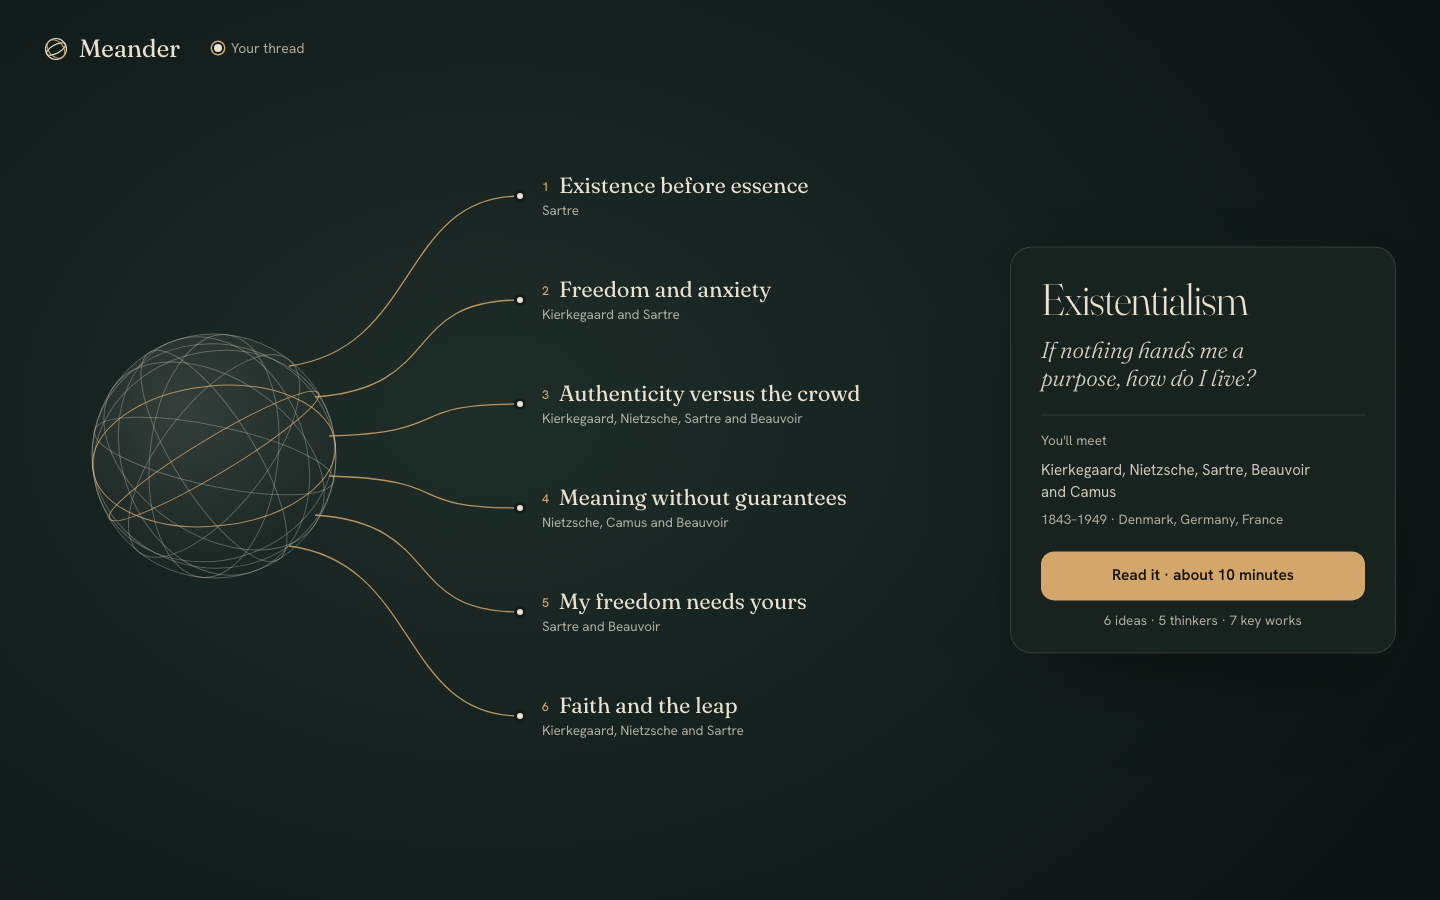 Meander
Your thread
1 Existence before essence
Sartre
2 Freedom and anxiety
Kierkegaard and Sartre
3 Authenticity versus the crowd
Kierkegaard, Nietzsche, Sartre and Beauvoir
4 Meaning without guarantees
Nietzsche, Camus and Beauvoir
5 My freedom needs yours
Sartre and Beauvoir
6 Faith and the leap
Kierkegaard, Nietzsche and Sartre
Existentialism
If nothing hands me a
purpose, how do I live?
You'll meet
Kierkegaard, Nietzsche, Sartre, Beauvoir
and Camus
1843–1949 · Denmark, Germany, France
Read it · about 10 minutes
6 ideas · 5 thinkers · 7 key works